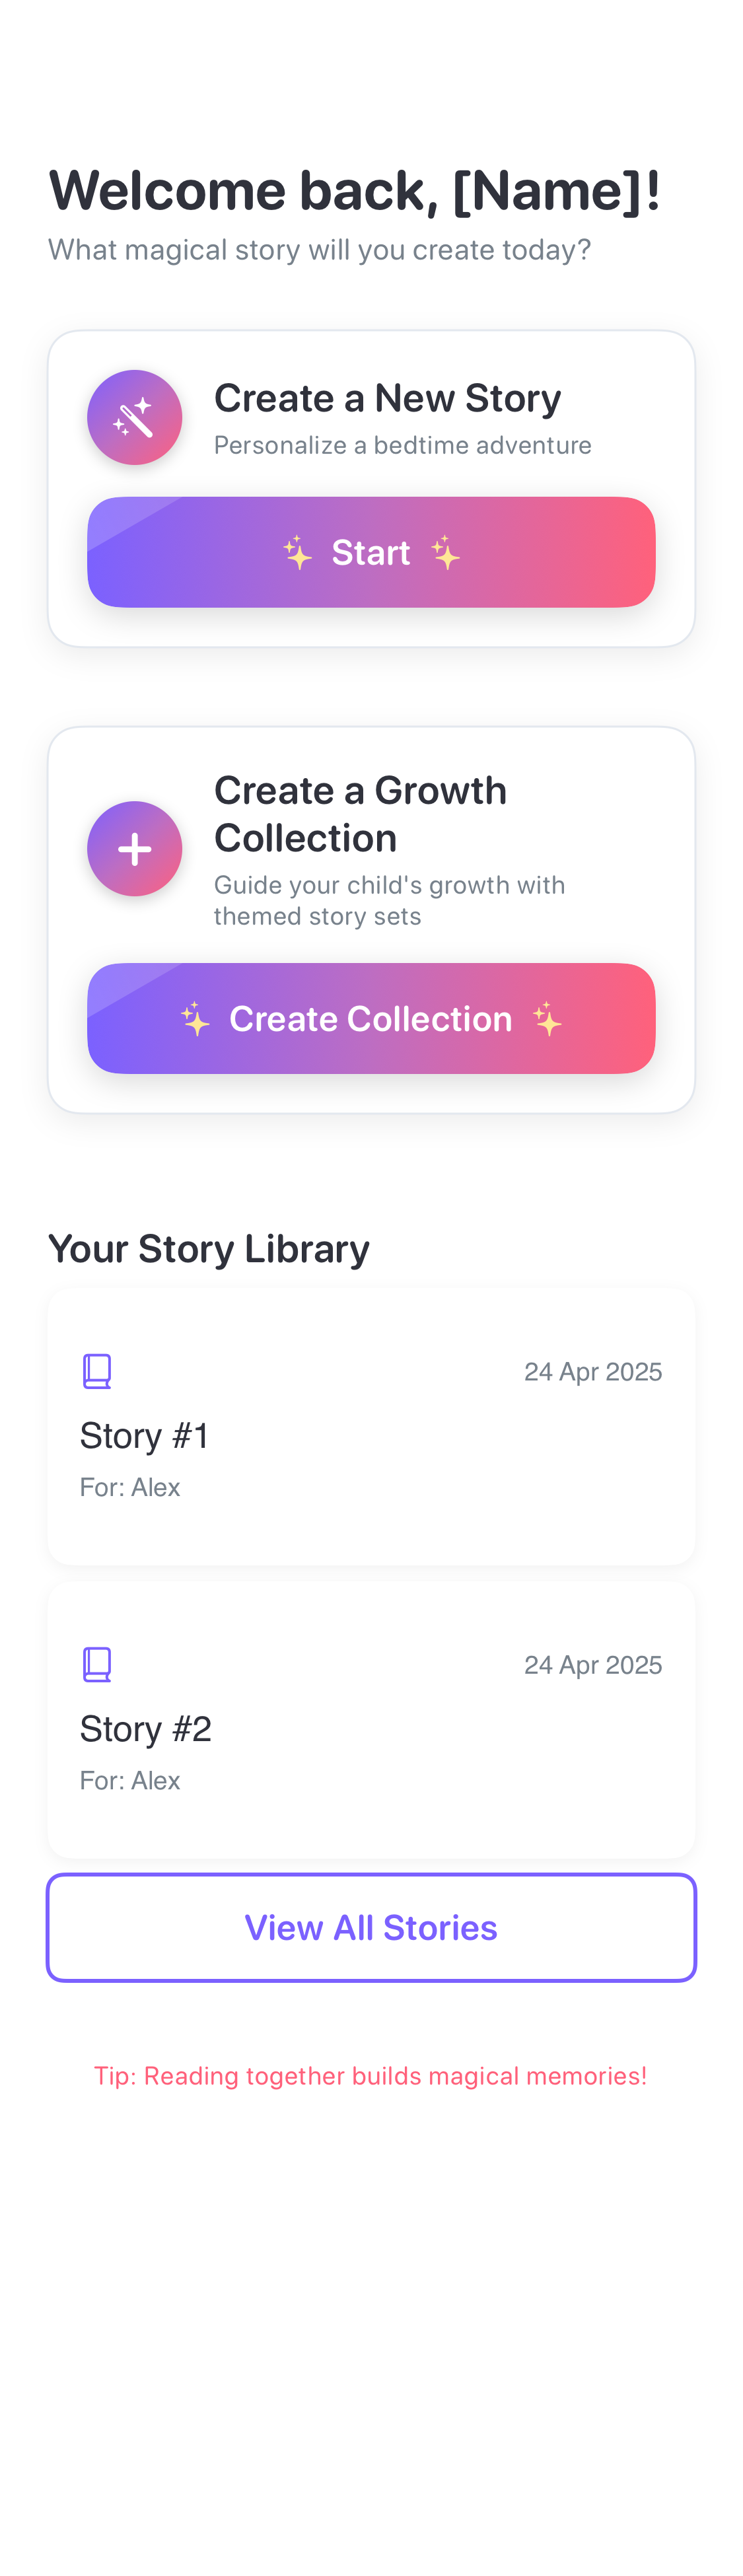 Welcome back, [Name]!
What magical story will you create today?
Create a New Story
Personalize a bedtime adventure
Start
Create a Growth
Collection
Guide your child's growth with
themed story sets
Create Collection
Your Story Library
24 Apr 2025
Story #1
For: Alex
24 Apr 2025
Story #2
For: Alex
View All Stories
Tip: Reading together builds magical memories!